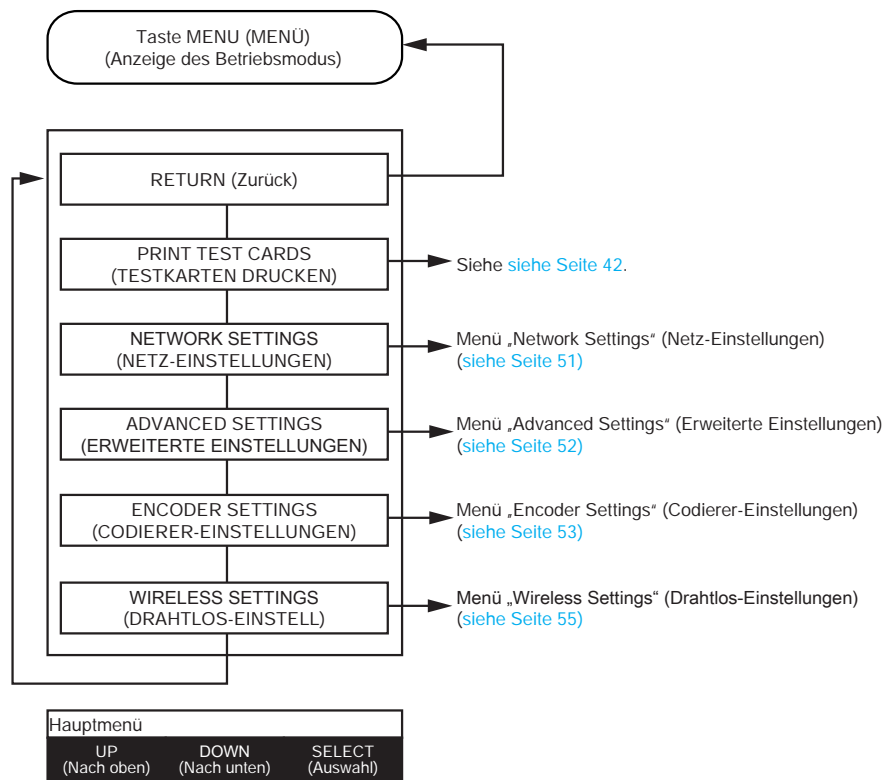 Taste MENU (MENÜ)
(Anzeige des Betriebsmodus)
RETURN (Zurück)
PRINT TEST CARDS
(TESTKARTEN DRUCKEN)
Siehe siehe Seite 42.
NETWORK SETTINGS
(NETZ-EINSTELLUNGEN)
Menü „Network Settings“ (Netz-Einstellungen)
(siehe Seite 51)
ADVANCED SETTINGS
(ERWEITERTE EINSTELLUNGEN)
Menü „Advanced Settings“ (Erweiterte Einstellungen)
(siehe Seite 52)
ENCODER SETTINGS
(CODIERER-EINSTELLUNGEN)
Menü „Encoder Settings“ (Codierer-Einstellungen)
(siehe Seite 53)
WIRELESS SETTINGS
(DRAHTLOS-EINSTELL)
Menü „Wireless Settings“ (Drahtlos-Einstellungen)
(siehe Seite 55)
Hauptmenü
UP DOWN SELECT
(Nach oben) (Nach unten) (Auswahl)